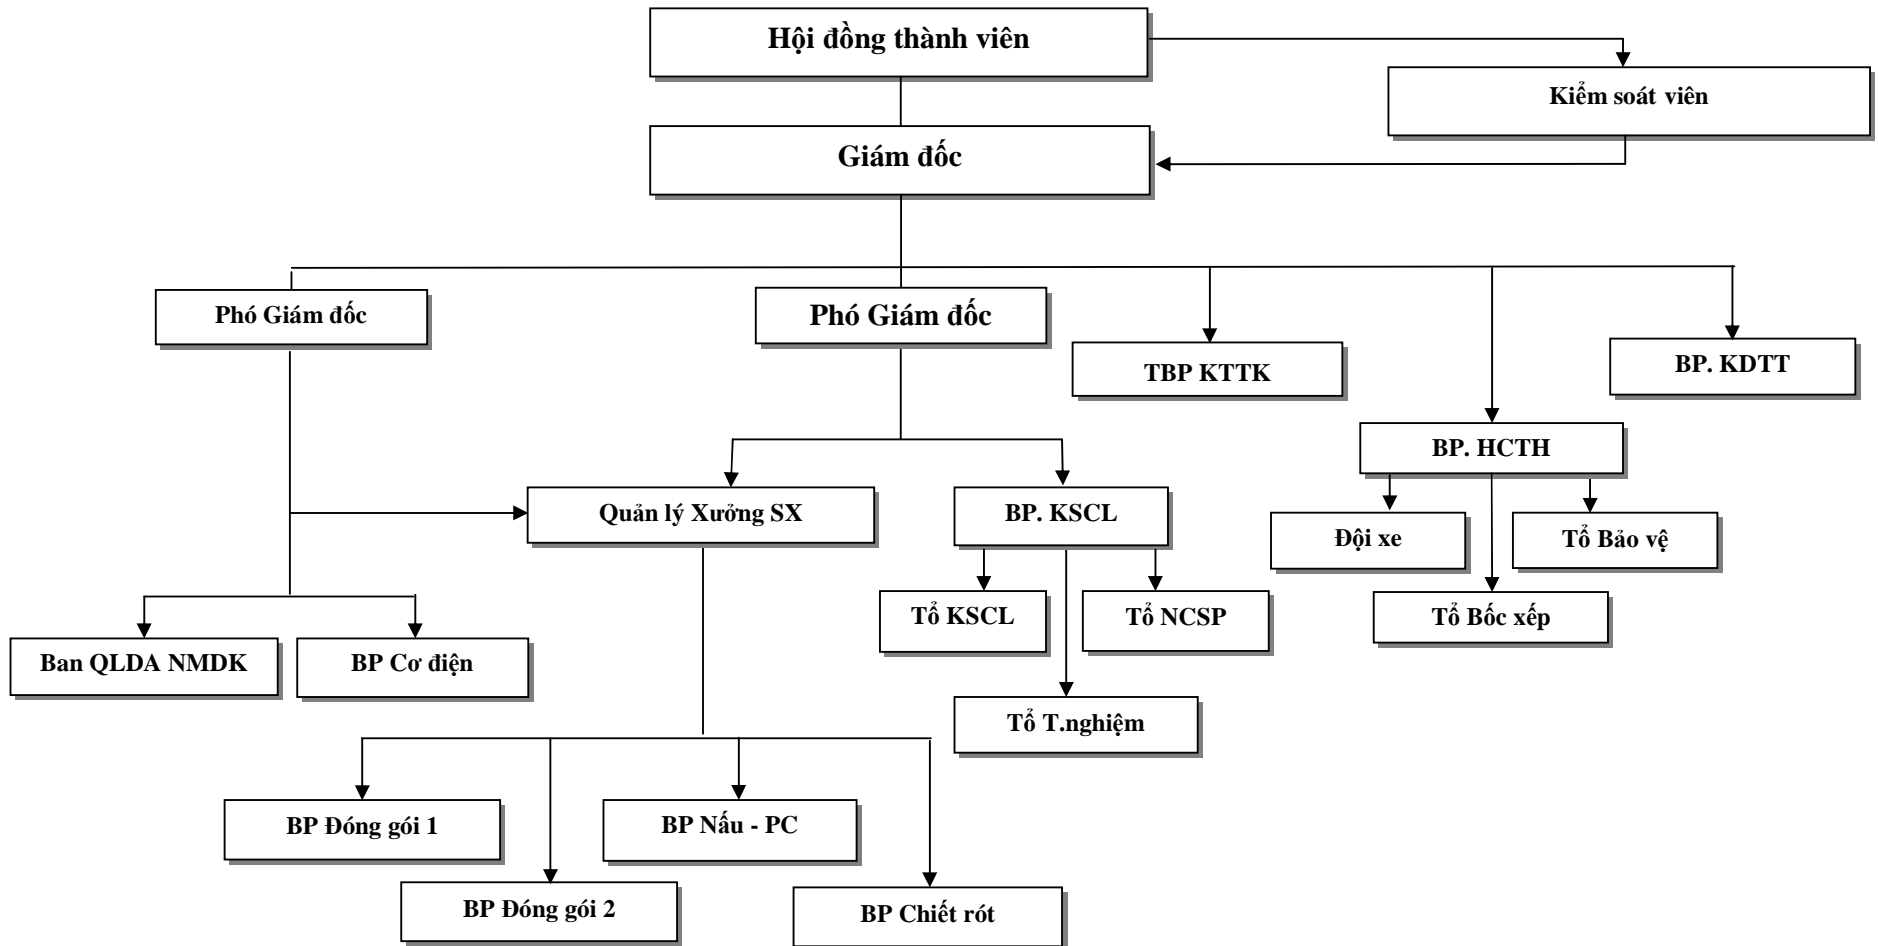 Hội đồng thành viên
Kiểm soát viên
Giám đốc
Phó Giám đốc
Phó Giám đốc
TBP KTTK
BP. KDTT
BP. HCTH
Quản lý Xưởng SX
BP. KSCL
Đội xe
Tổ Bảo vệ
Tổ KSCL
Tổ NCSP
Tổ Bốc xếp
Ban QLDA NMDK
BP Cơ điện
Tổ T.nghiệm
BP Đóng gói 1
BP Nấu - PC
BP Đóng gói 2
BP Chiết rót